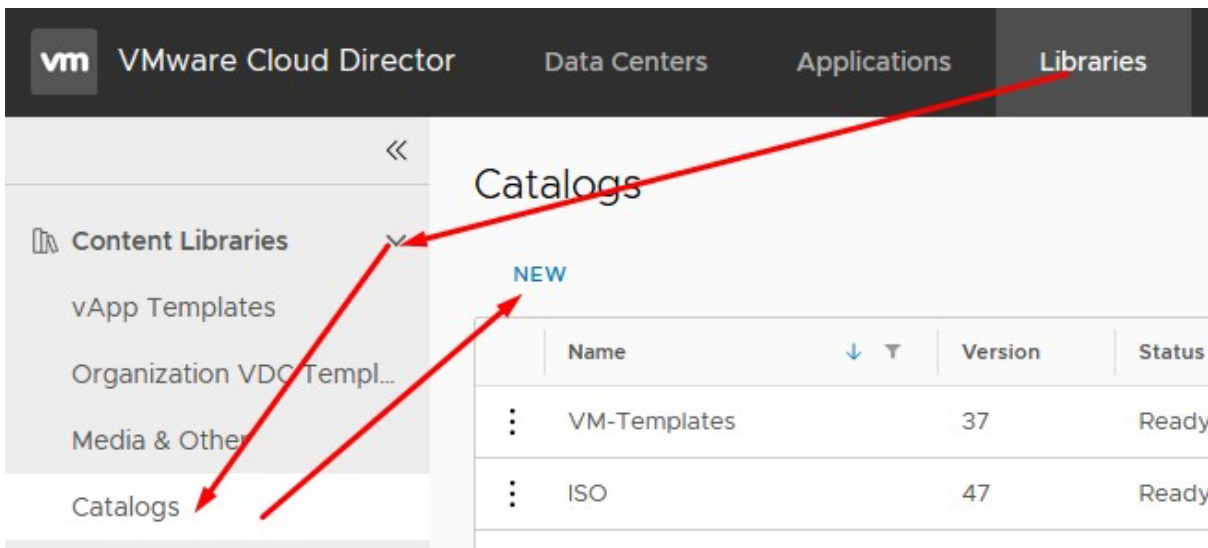 vm VMware Cloud Director Data Centers Applications Libraries
Content Libraries
vApp Templates
Organization VDC Templ...
Media & Other
Catalogs
Catalogs
NEW
Name Version Status
VM-Templates 37 Ready
ISO 47 Ready